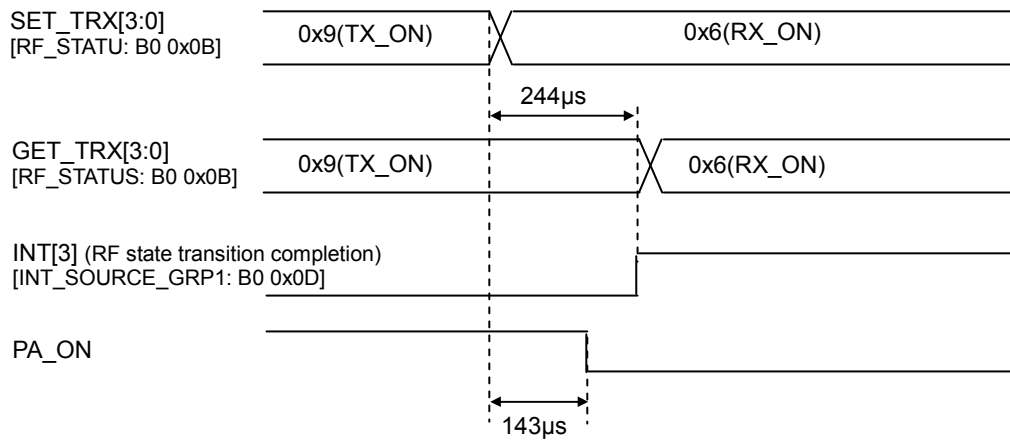 SET_TRX[3:0]
[RF_STATU: B0 0x0B]
0x9(TX_ON)
0x6(RX_ON)
244µs
GET_TRX[3:0]
[RF_STATUS: B0 0x0B]
0x9(TX_ON)
0x6(RX_ON)
INT[3] (RF state transition completion)
[INT_SOURCE_GRP1: B0 0x0D]
PA_ON
143µs